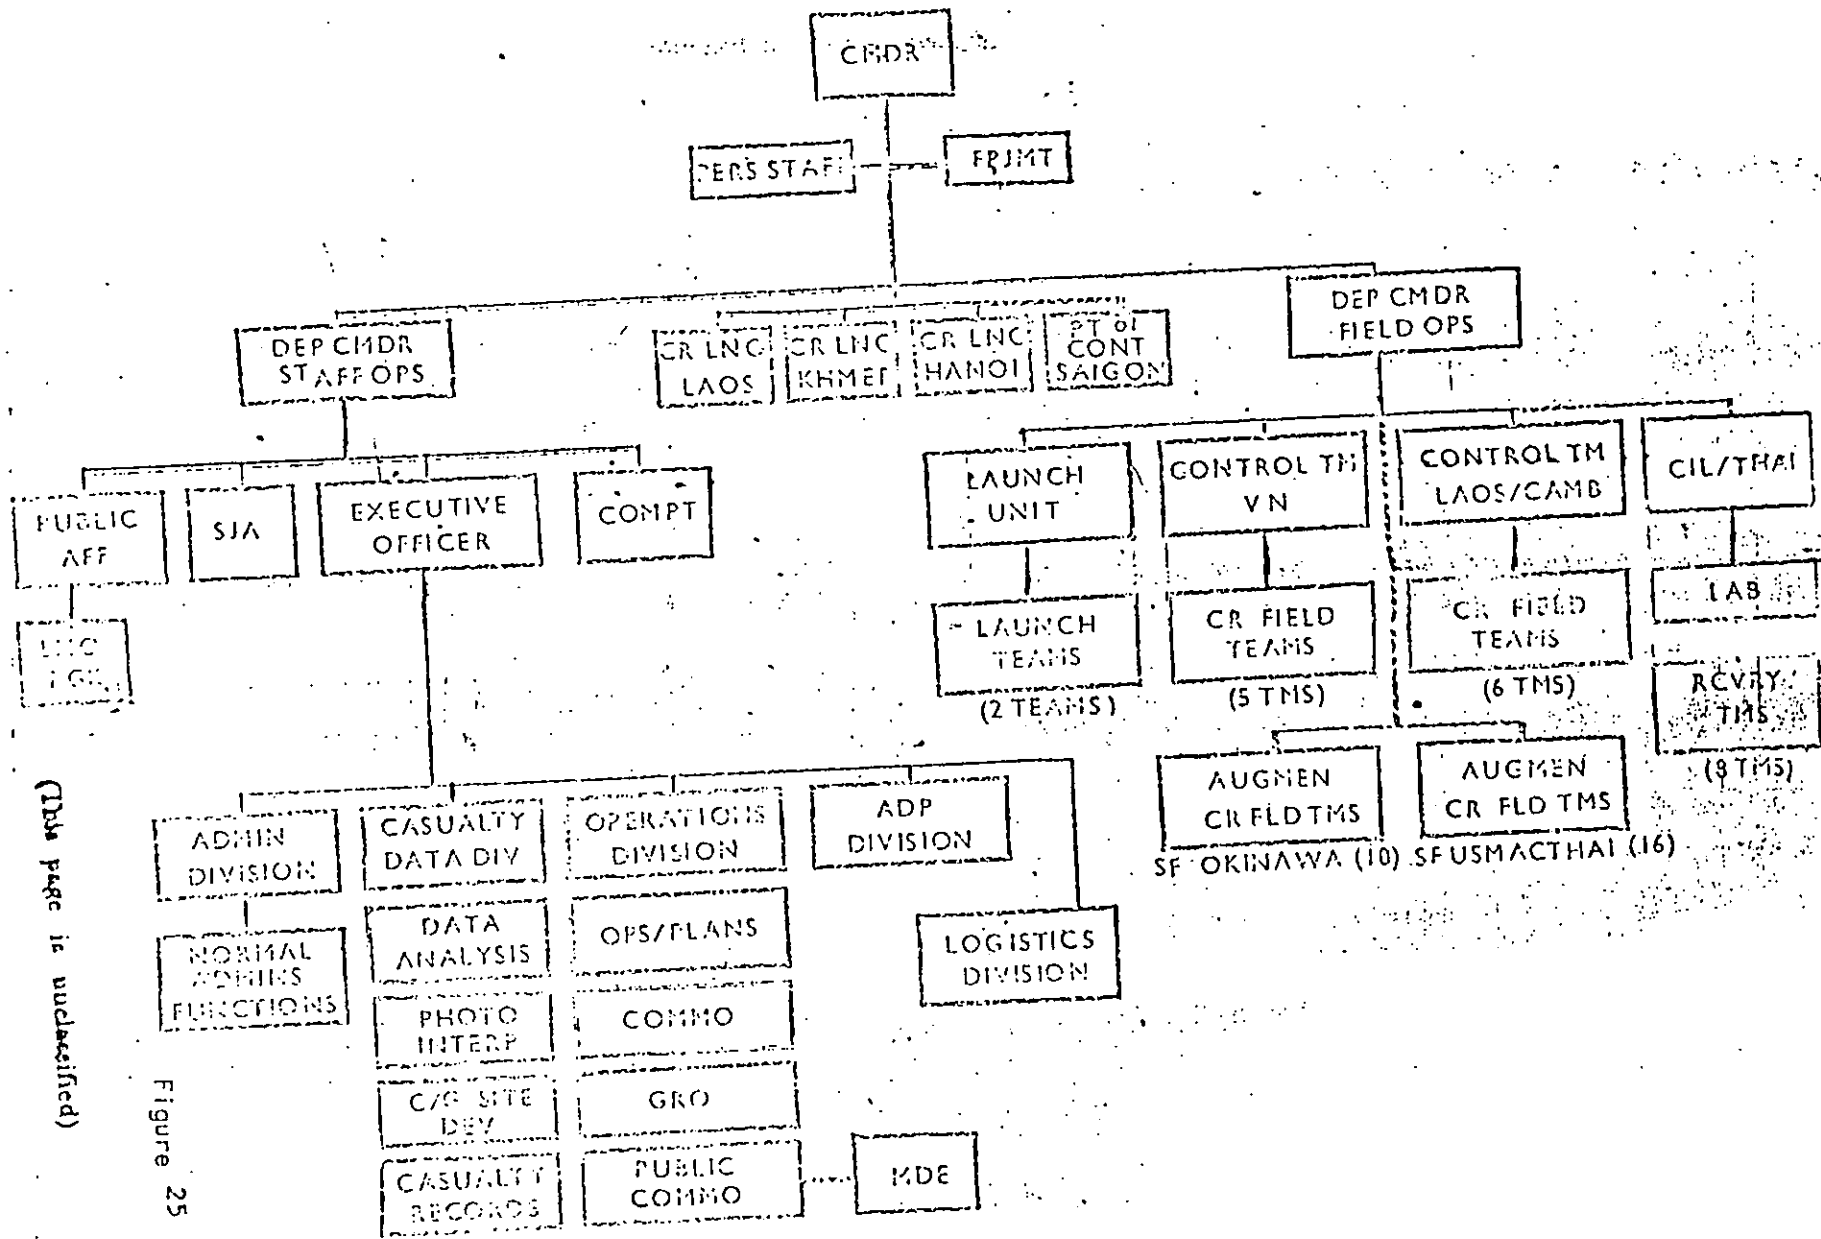 CMDR
PERS STAFF
FPJMT
DEP CMDR
STAFF OPS
CR LNO
LAOS
CR LNC
KHMER
CR LNC
HANOI
PT of
CONT
SAIGON
DEP CMDR
FIELD OPS
PUBLIC
AFF
SJA
EXECUTIVE
OFFICER
COMPT
LAUNCH
UNIT
CONTROL TM
VN
CONTROL TM
LAOS/CAMB
CIL/THAI
LNO
LAUNCH
TEAMS
(2 TEAMS)
CR FIELD
TEAMS
(5 TMS)
CR FIELD
TEAMS
(6 TMS)
LAB
RCVRY
TMS
(8 TMS)
AUGMEN
CR FLD TMS
SF OKINAWA (10)
AUGMEN
CR FLD TMS
SF USMACTHAI (16)
ADMIN
DIVISION
CASUALTY
DATA DIV
OPERATIONS
DIVISION
ADP
DIVISION
NORMAL
ADMINS
FUNCTIONS
DATA
ANALYSIS
OPS/PLANS
LOGISTICS
DIVISION
PHOTO
INTERP
COMMO
C/G SITE
DEV
GRO
CASUALTY
RECORDS
PUBLIC
COMMO
MDE
(This page is unclassified)
Figure 25